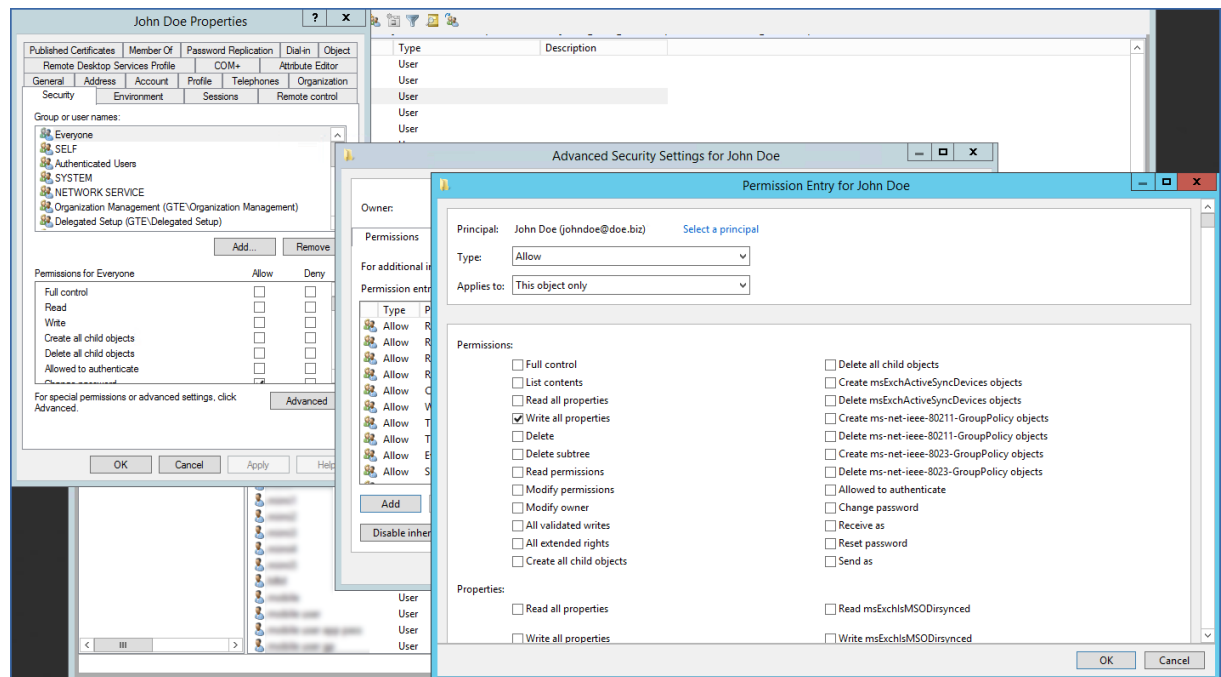 John Doe Properties
?
x
Published Certificates
Member Of
Password Replication
Dial-in
Object
Remote Desktop Services Profile
COM+
Attribute Editor
General
Address
Account
Profile
Telephones
Organization
Security
Environment
Sessions
Remote control
Group or user names:
Everyone
SELF
Authenticated Users
SYSTEM
NETWORK SERVICE
Organization Management (GTE\Organization Management)
Delegated Setup (GTE\Delegated Setup)
Add...
Remove
Permissions for Everyone
Allow
Deny
Full control
Read
Write
Create all child objects
Delete all child objects
Allowed to authenticate
Change password
For special permissions or advanced settings, click
Advanced.
Advanced
OK
Cancel
Apply
Help
Type
Description
User
User
User
User
User
Advanced Security Settings for John Doe
x
Owner:
Permissions
For additional i
Permission entr
Type
P
Allow R
Allow R
Allow R
Allow R
Allow C
Allow W
Allow T
Allow T
Allow E
Allow S
Add
Disable inher
Permission Entry for John Doe
x
Principal:
John Doe (johndoe@doe.biz)
Select a principal
Type:
Allow
Applies to:
This object only
Permissions:
Full control
List contents
Read all properties
Write all properties
Delete
Delete subtree
Read permissions
Modify permissions
Modify owner
All validated writes
All extended rights
Create all child objects
Delete all child objects
Create msExchActiveSyncDevices objects
Delete msExchActiveSyncDevices objects
Create ms-net-ieee-80211-GroupPolicy objects
Delete ms-net-ieee-80211-GroupPolicy objects
Create ms-net-ieee-8023-GroupPolicy objects
Delete ms-net-ieee-8023-GroupPolicy objects
Allowed to authenticate
Change password
Receive as
Reset password
Send as
Properties:
Read all properties
Read msExchIsMSODirsynced
Write all properties
Write msExchIsMSODirsynced
OK
Cancel
User
User
User
User